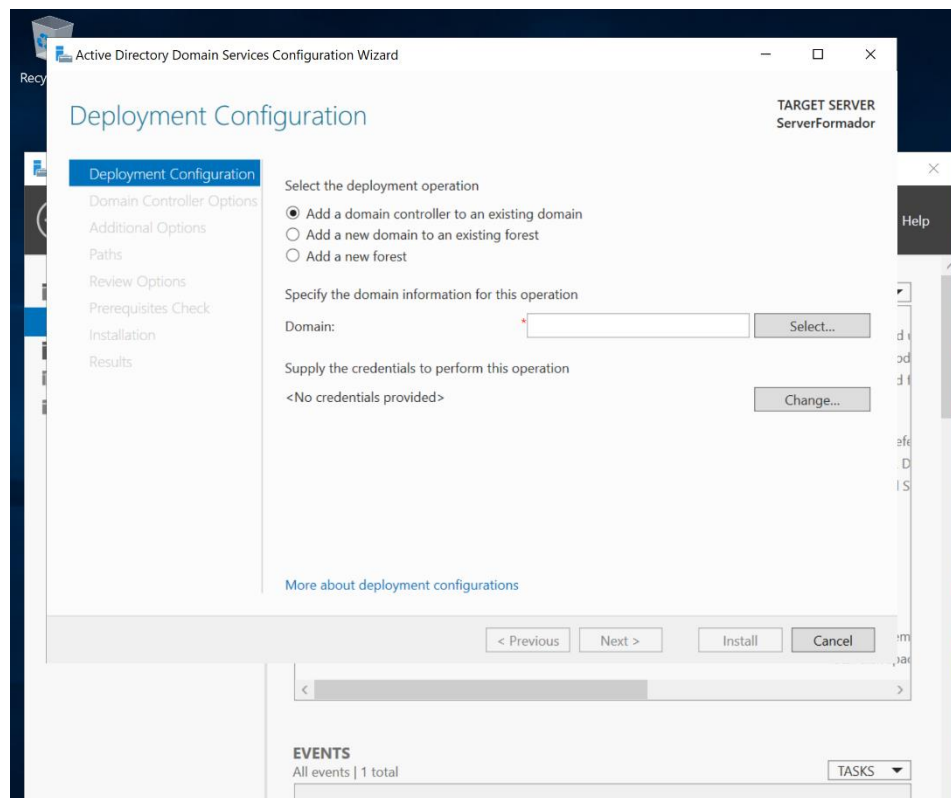 Recy
Active Directory Domain Services Configuration Wizard
Deployment Configuration
TARGET SERVER
ServerFormador
Deployment Configuration
Domain Controller Options
Additional Options
Paths
Review Options
Prerequisites Check
Installation
Results
Select the deployment operation
Add a domain controller to an existing domain
Add a new domain to an existing forest
Add a new forest
Specify the domain information for this operation
Domain:
*
Select...
Supply the credentials to perform this operation
<No credentials provided>
Change...
More about deployment configurations
< Previous
Next >
Install
Cancel
Help
EVENTS
All events | 1 total
TASKS